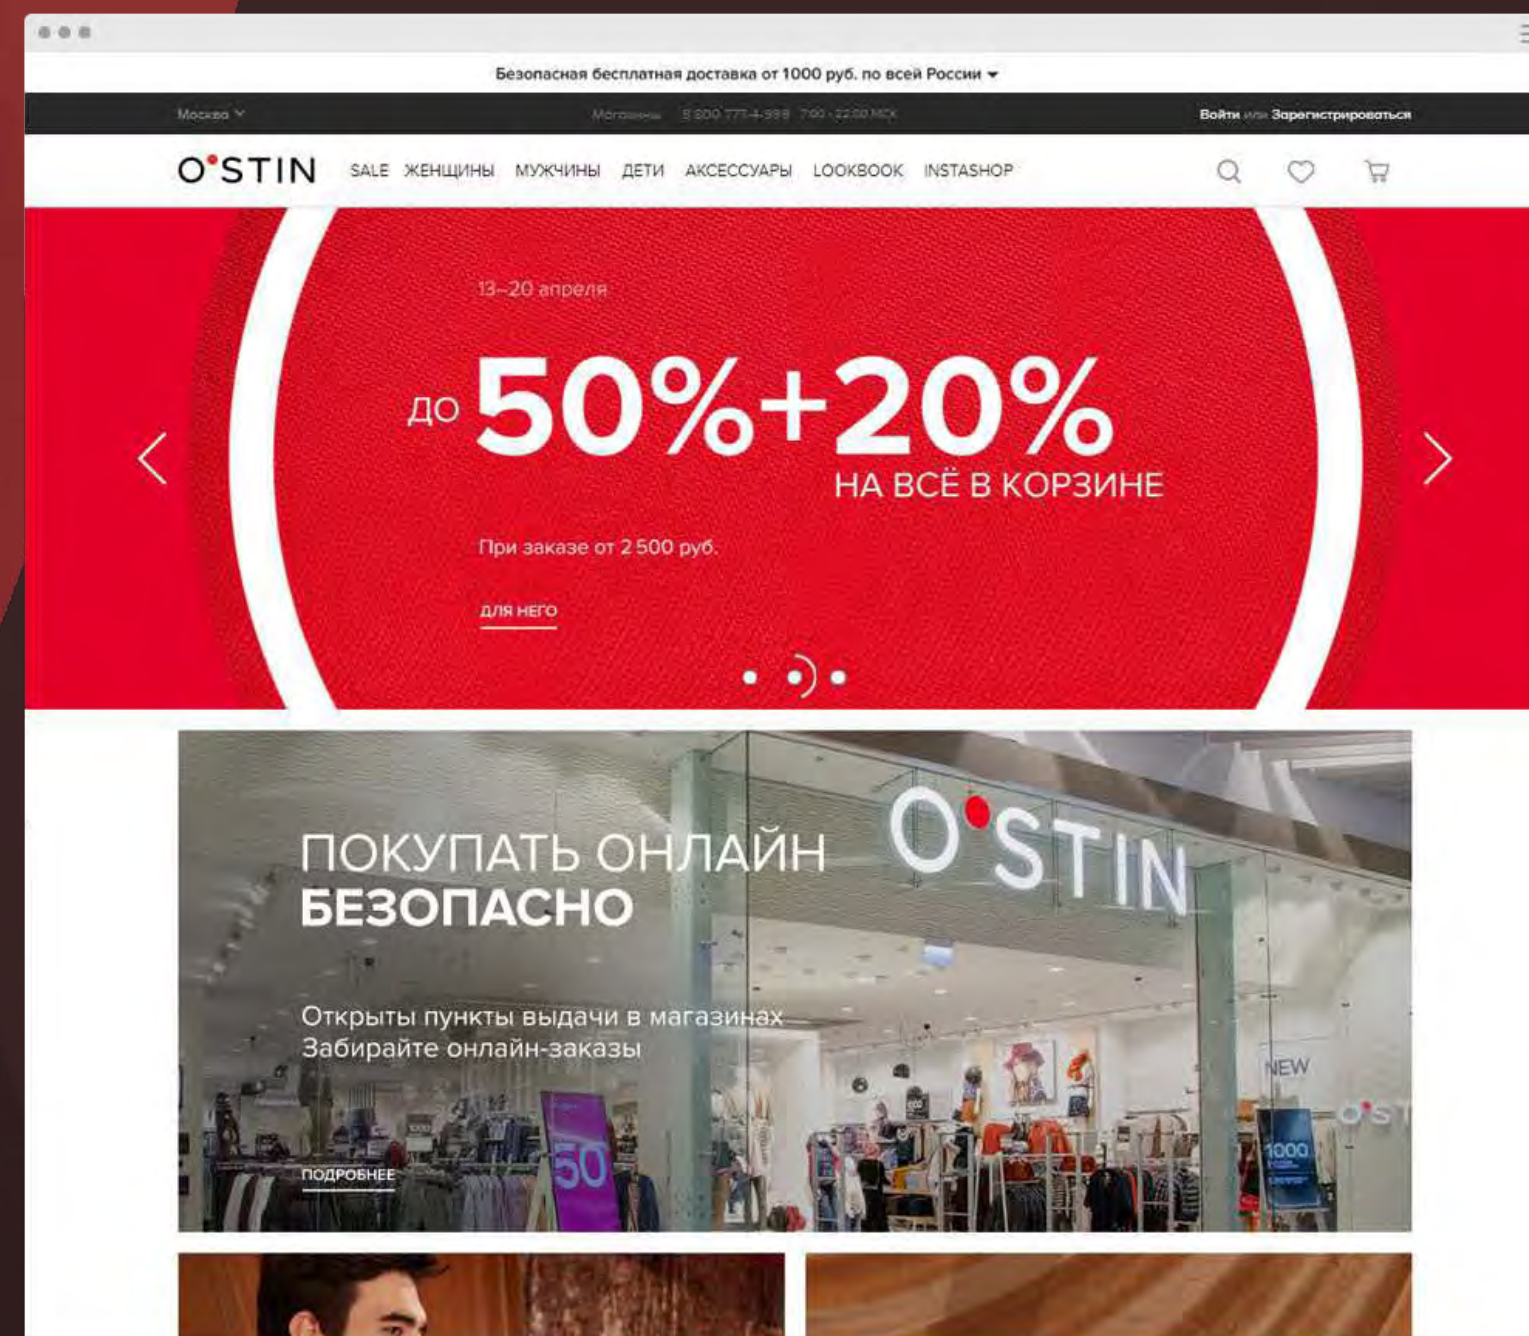 Безопасная бесплатная доставка от 1000 руб. по всей России
Москва
Магазины
Войти или Зарегистрироваться
O'STIN
SALE ЖЕНЩИНЫ МУЖЧИНЫ ДЕТИ АКСЕССУАРЫ LOOKBOOK INSTASHOP
13–20 апреля
ДО 50%+20%
НА ВСЁ В КОРЗИНЕ
При заказе от 2 500 руб.
ДЛЯ НЕГО
O'STIN
ПОКУПАТЬ ОНЛАЙН
БЕЗОПАСНО
Открыты пункты выдачи в магазинах
Забирайте онлайн-заказы
NEW
O'ST
1000
50
ПОДРОБНЕЕ